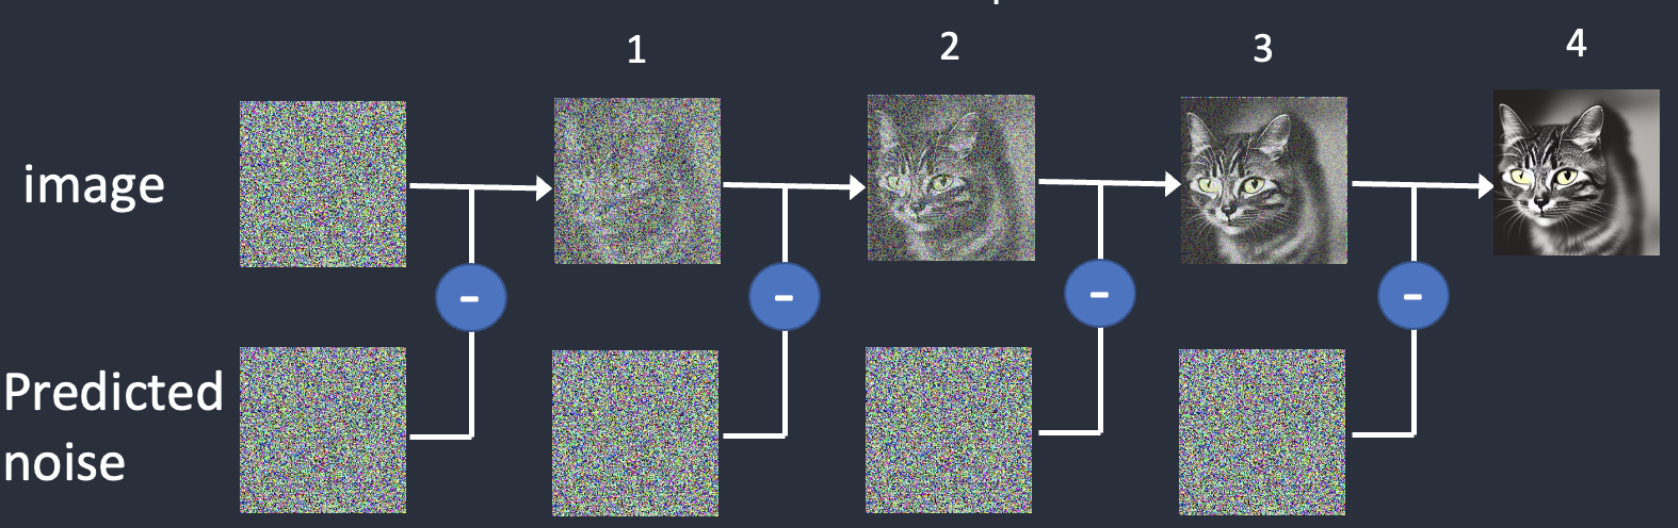 1 2 3 4
image
- - - -
Predicted
noise